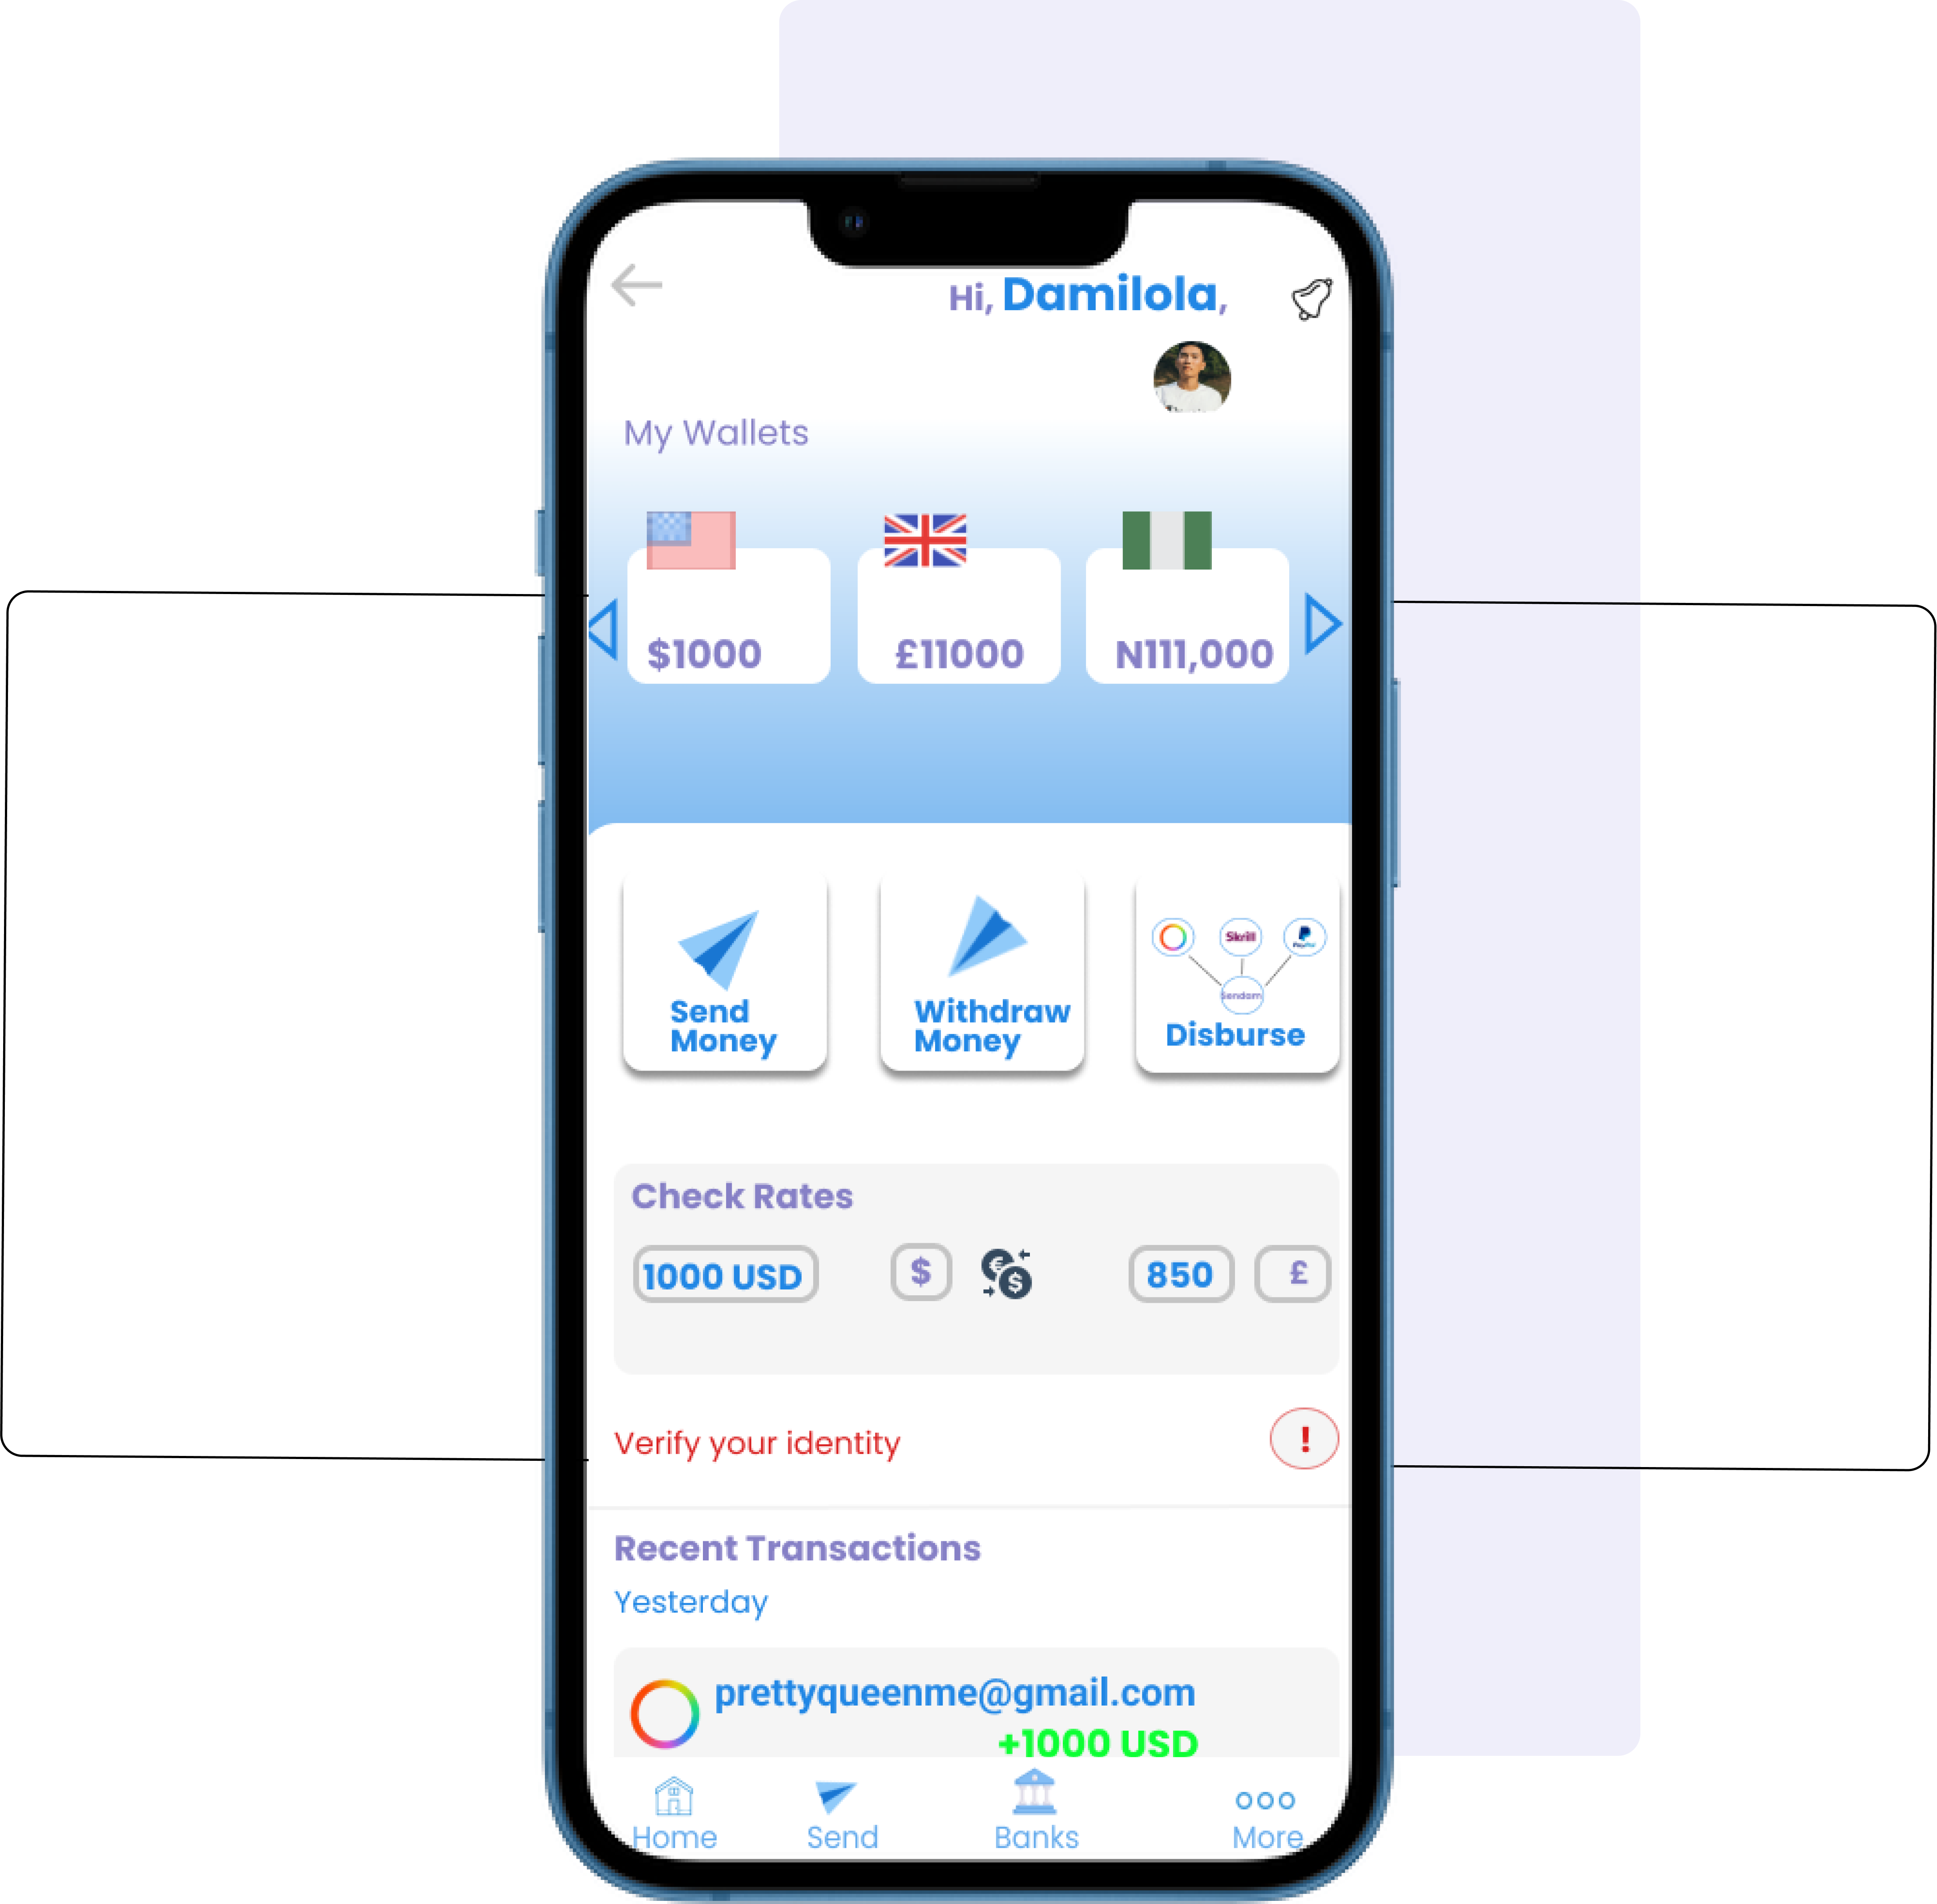 Hi, Damilola,
My Wallets
$1000
£11000
N111,000
Send
Money
Withdraw
Money
Skrill
PayPal
Sendam
Disburse
Check Rates
1000 USD
$
€
$
850
£
Verify your identity
!
Recent Transactions
Yesterday
prettyqueenme@gmail.com
+1000 USD
Home
Send
Banks
More